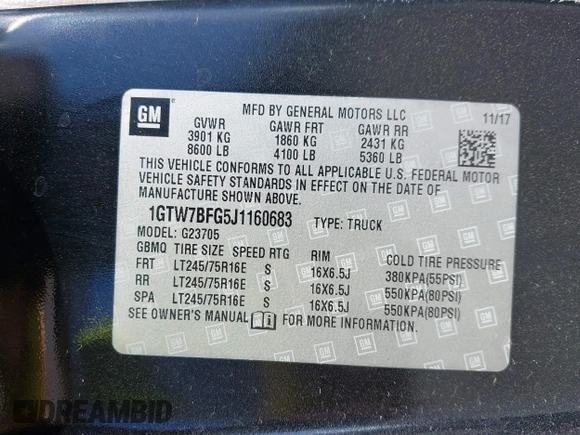 GM
MFD BY GENERAL MOTORS LLC
11/17
GVWR GAWR FRT GAWR RR
3901 KG 1860 KG 2431 KG
8600 LB 4100 LB 5360 LB
THIS VEHICLE CONFORMS TO ALL APPLICABLE U.S. FEDERAL MOTOR
VEHICLE SAFETY STANDARDS IN EFFECT ON THE DATE OF
MANUFACTURE SHOWN ABOVE.
1GTW7BFG5J1160683 TYPE: TRUCK
MODEL: G23705
GBMQ TIRE SIZE SPEED RTG RIM COLD TIRE PRESSURE
FRT LT245/75R16E S 16X6.5J 380KPA(55PSI)
RR LT245/75R16E S 16X6.5J 550KPA(80PSI)
SPA LT245/75R16E S 16X6.5J 550KPA(80PSI)
SEE OWNER'S MANUAL FOR MORE INFORMATION.
DREAMBID